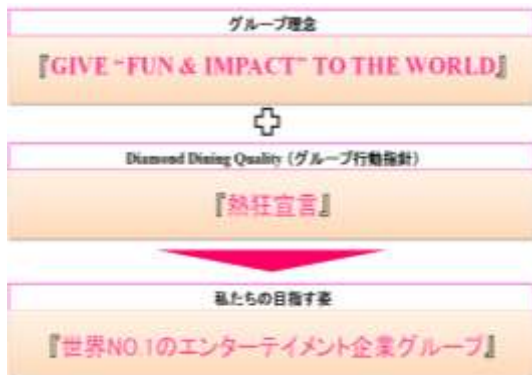 グループ理念
『GIVE “FUN & IMPACT” TO THE WORLD』
Diamond Dining Quality（グループ行動指針）
『熱狂宣言』
私たちの目指す姿
『世界NO.1のエンターテイメント企業グループ』